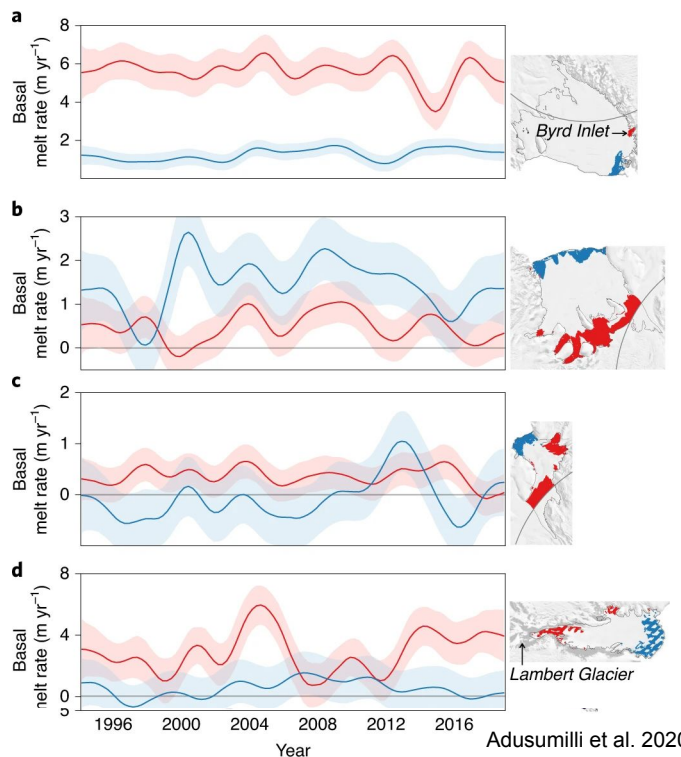 a
8
6
4
2
Basal
melt rate (m yr⁻¹)
Byrd Inlet
b
3
2
1
0
Basal
melt rate (m yr⁻¹)
c
2
1
0
Basal
melt rate (m yr⁻¹)
d
8
4
0
5
Basal
melt rate (m yr⁻¹)
Lambert Glacier
1996
2000
2004
2008
2012
2016
Year
Adusumilli et al. 2020